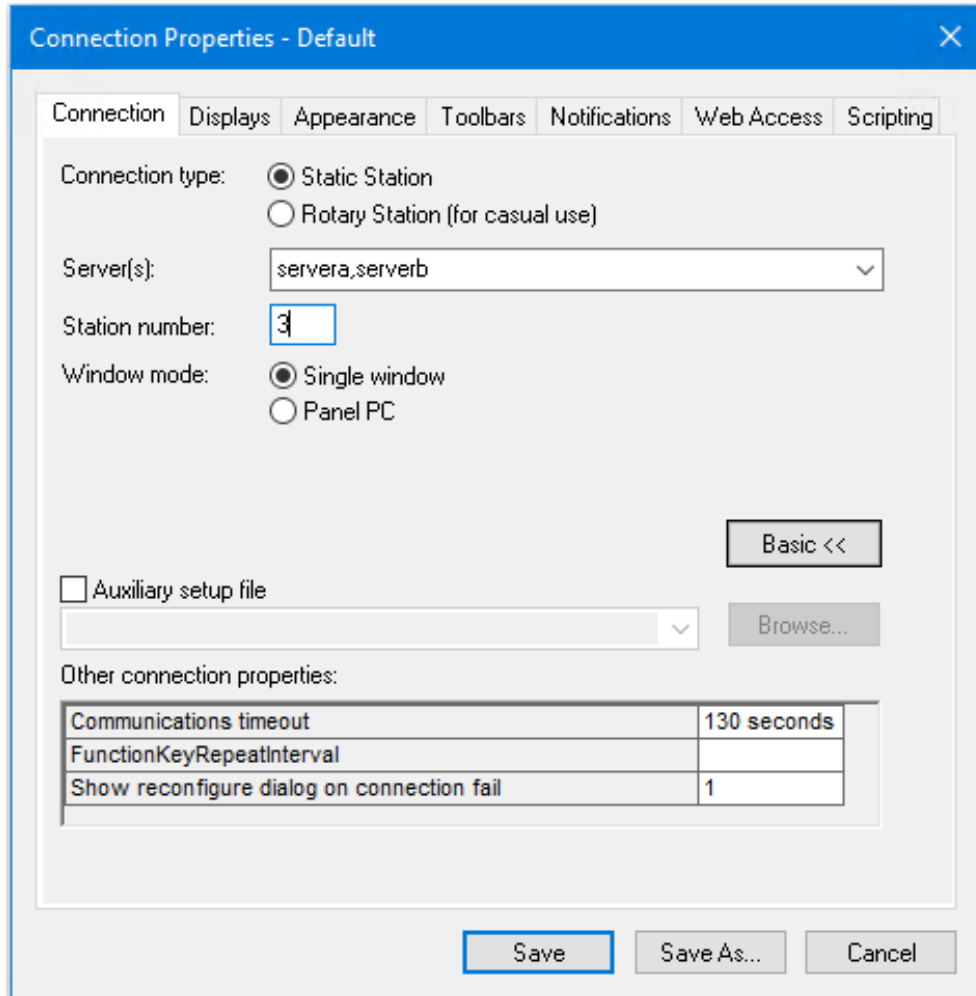 Connection Properties - Default
Connection Displays Appearance Toolbars Notifications Web Access Scripting
Connection type: Static Station
Rotary Station (for casual use)
Server(s): servera,serverb
Station number: 3
Window mode: Single window
Panel PC
Basic <<
Auxiliary setup file
Browse...
Other connection properties:
Communications timeout 130 seconds
FunctionKeyRepeatInterval
Show reconfigure dialog on connection fail 1
Save Save As... Cancel